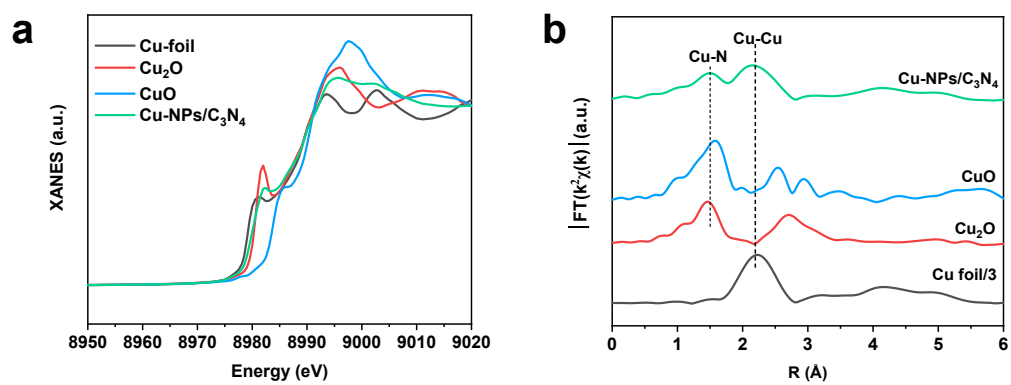 a
XANES (a.u.)
Cu-foil
Cu₂O
CuO
Cu-NPs/C₃N₄
8950 8960 8970 8980 8990 9000 9010 9020
Energy (eV)
b
|FT(k²χ(k)|(a.u.)
Cu–N
Cu–Cu
Cu-NPs/C₃N₄
CuO
Cu₂O
Cu foil/3
0 1 2 3 4 5 6
R (Å)